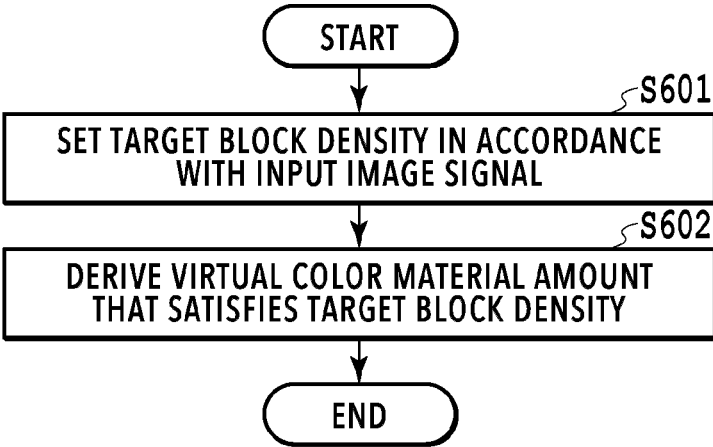 START
S601
SET TARGET BLOCK DENSITY IN ACCORDANCE
WITH INPUT IMAGE SIGNAL
S602
DERIVE VIRTUAL COLOR MATERIAL AMOUNT
THAT SATISFIES TARGET BLOCK DENSITY
END